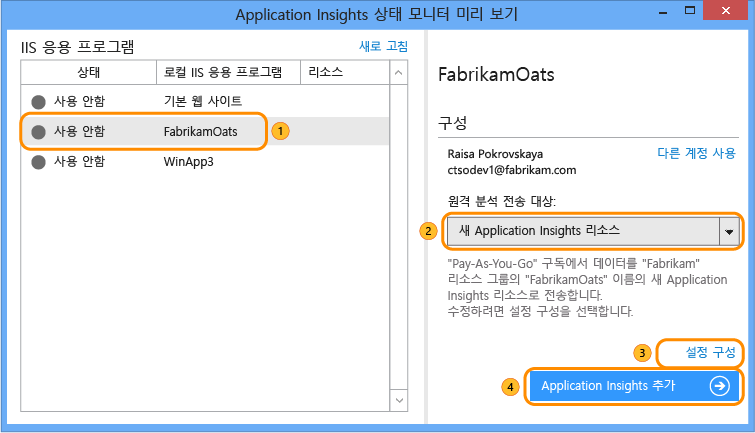 Application Insights 상태 모니터 미리 보기
IIS 응용 프로그램
새로 고침
상태
로컬 IIS 응용 프로그램
리소스
사용 안함
기본 웹 사이트
사용 안함
FabrikamOats
1
사용 안함
WinApp3
FabrikamOats
구성
Raisa Pokrovskaya
다른 계정 사용
ctsodev1@fabrikam.com
원격 분석 전송 대상:
2
새 Application Insights 리소스
"Pay-As-You-Go" 구독에서 데이터를 "Fabrikam"
리소스 그룹의 "FabrikamOats" 이름의 새 Application
Insights 리소스로 전송합니다.
수정하려면 설정 구성을 선택합니다.
3
설정 구성
4
Application Insights 추가